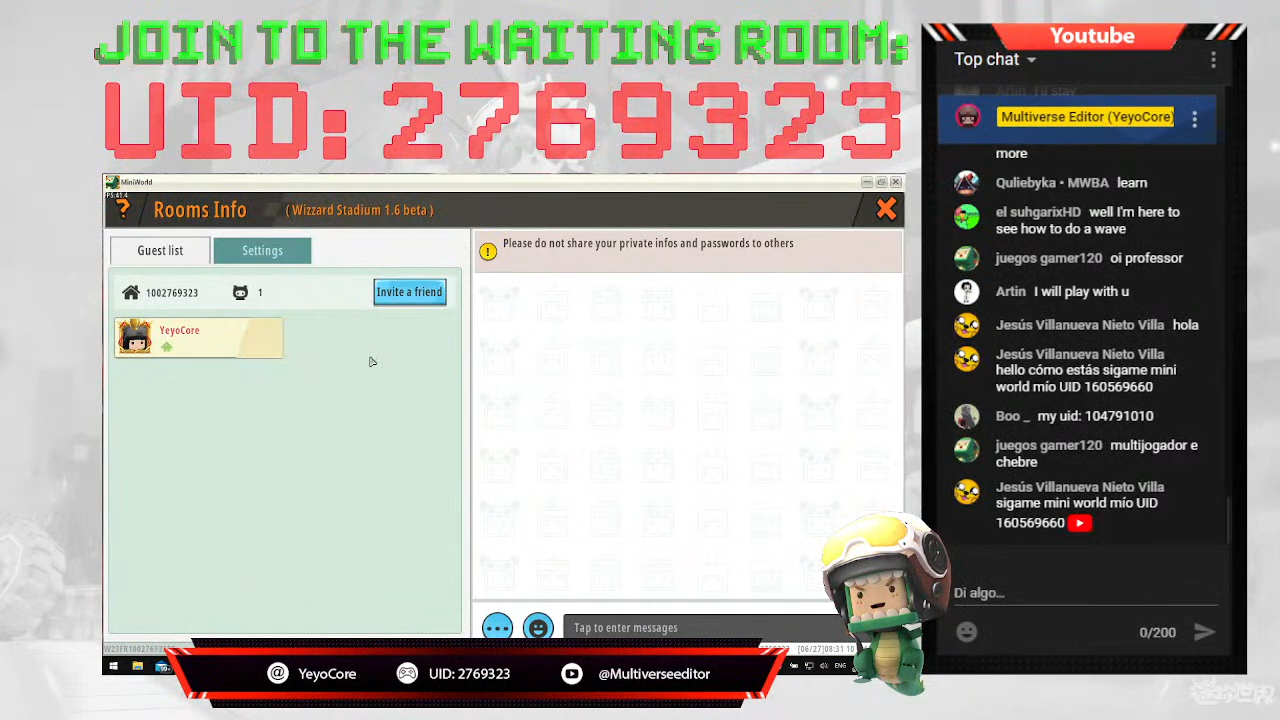 JOIN TO THE WAITING ROOM:
UID: 2769323
MiniWorld
Rooms Info
( Wizzard Stadium 1.6 beta )
Guest list
Settings
1002769323
1
Invite a friend
YeyoCore
Please do not share your private infos and passwords to others
Tap to enter messages
YeyoCore
UID: 2769323
@Multiverseeditor
Youtube
Top chat
Artin I'll stay
Multiverse Editor (YeyoCore)
more
Quliebyka • MWBA learn
el suhgarixHD well I'm here to
see how to do a wave
juegos gamer120 oi professor
Artin I will play with u
Jesús Villanueva Nieto Villa hola
Jesús Villanueva Nieto Villa
hello cómo estás sigame mini
world mío UID 160569660
Boo _ my uid: 104791010
juegos gamer120 multijogador e
chebre
Jesús Villanueva Nieto Villa
sigame mini world mío UID
160569660
Di algo...
0/200